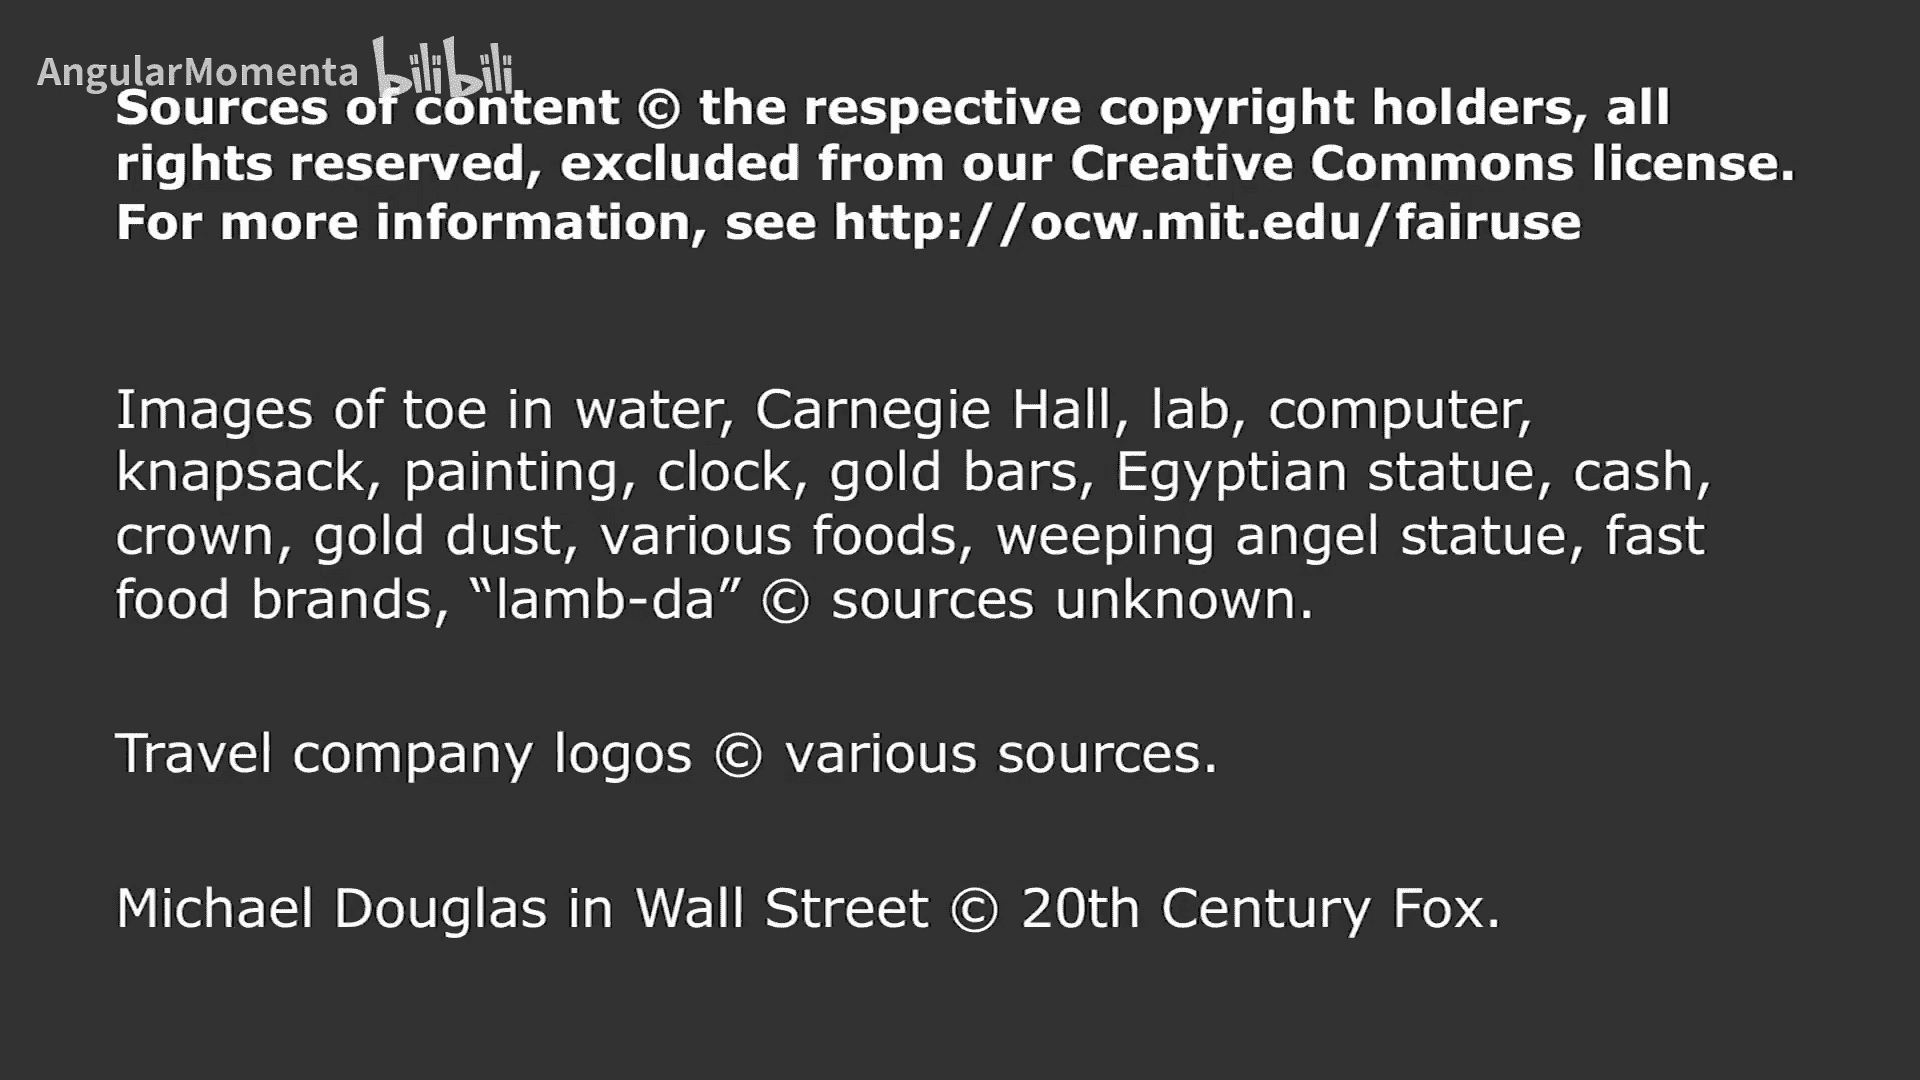 AngularMomenta bilibili
Sources of content © the respective copyright holders, all
rights reserved, excluded from our Creative Commons license.
For more information, see http://ocw.mit.edu/fairuse
Images of toe in water, Carnegie Hall, lab, computer,
knapsack, painting, clock, gold bars, Egyptian statue, cash,
crown, gold dust, various foods, weeping angel statue, fast
food brands, “lamb-da” © sources unknown.
Travel company logos © various sources.
Michael Douglas in Wall Street © 20th Century Fox.